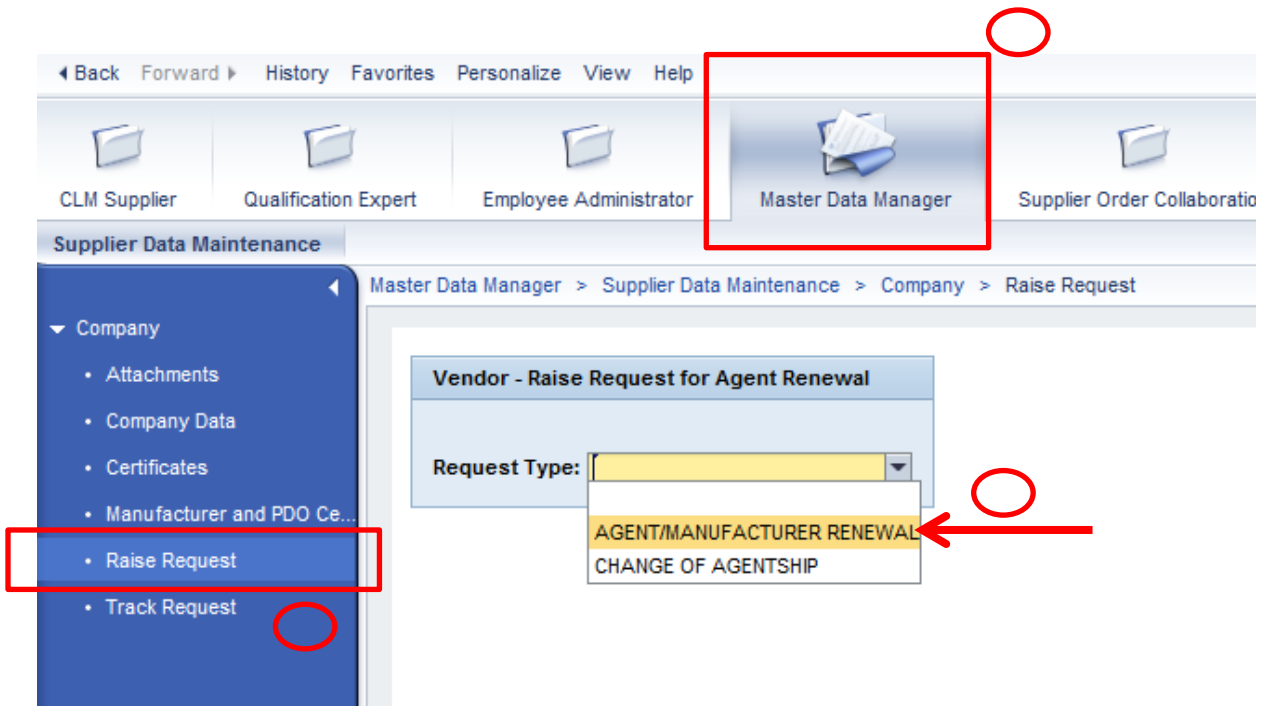 Back Forward History Favorites Personalize View Help
CLM Supplier Qualification Expert Employee Administrator Master Data Manager Supplier Order Collaboratio
Supplier Data Maintenance
Master Data Manager > Supplier Data Maintenance > Company > Raise Request
Company
• Attachments
• Company Data
• Certificates
• Manufacturer and PDO Ce...
• Raise Request
• Track Request
Vendor - Raise Request for Agent Renewal
Request Type:
AGENT/MANUFACTURER RENEWAL
CHANGE OF AGENTSHIP